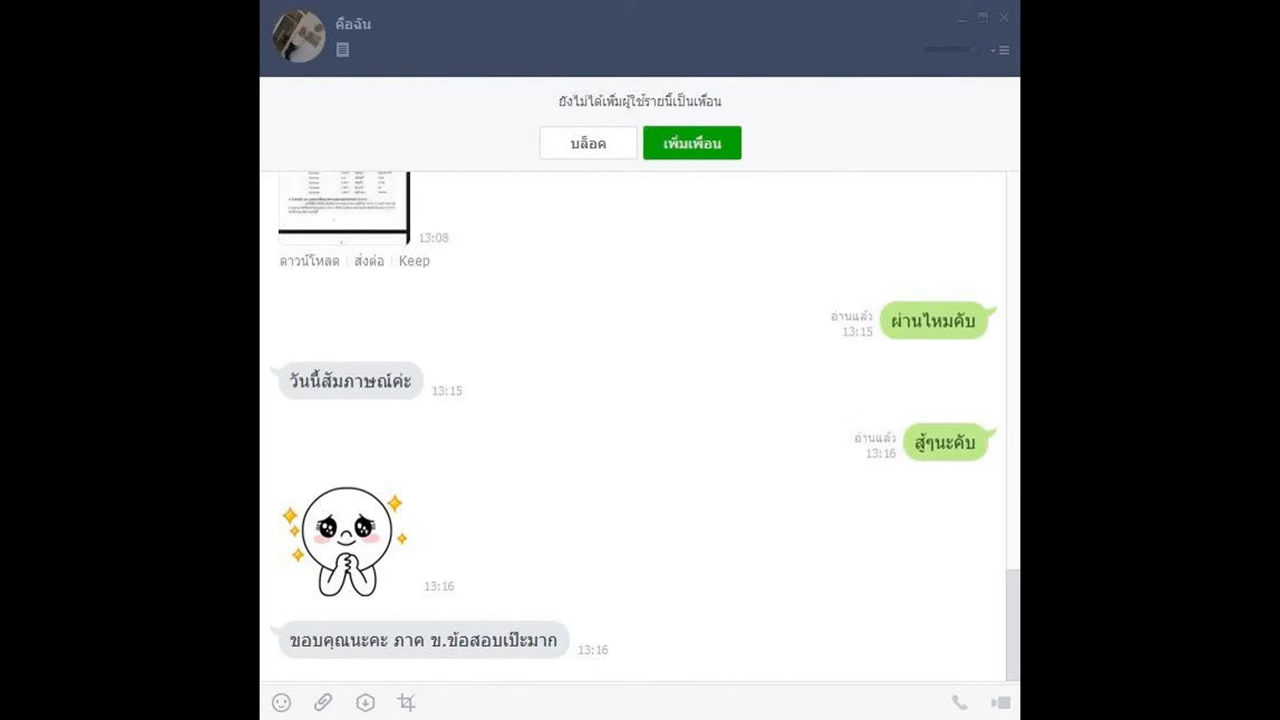 คือฉัน
ยังไม่ได้เพิ่มผู้ใช้รายนี้เป็นเพื่อน
บล็อค
เพิ่มเพื่อน
13:08
ดาวน์โหลด | ส่งต่อ | Keep
ผ่านไหมคับ
อ่านแล้ว
13:15
วันนี้สัมภาษณ์ค่ะ
13:15
สู้ๆนะคับ
อ่านแล้ว
13:16
13:16
ขอบคุณนะคะ ภาค ข.ข้อสอบเป๊ะมาก
13:16